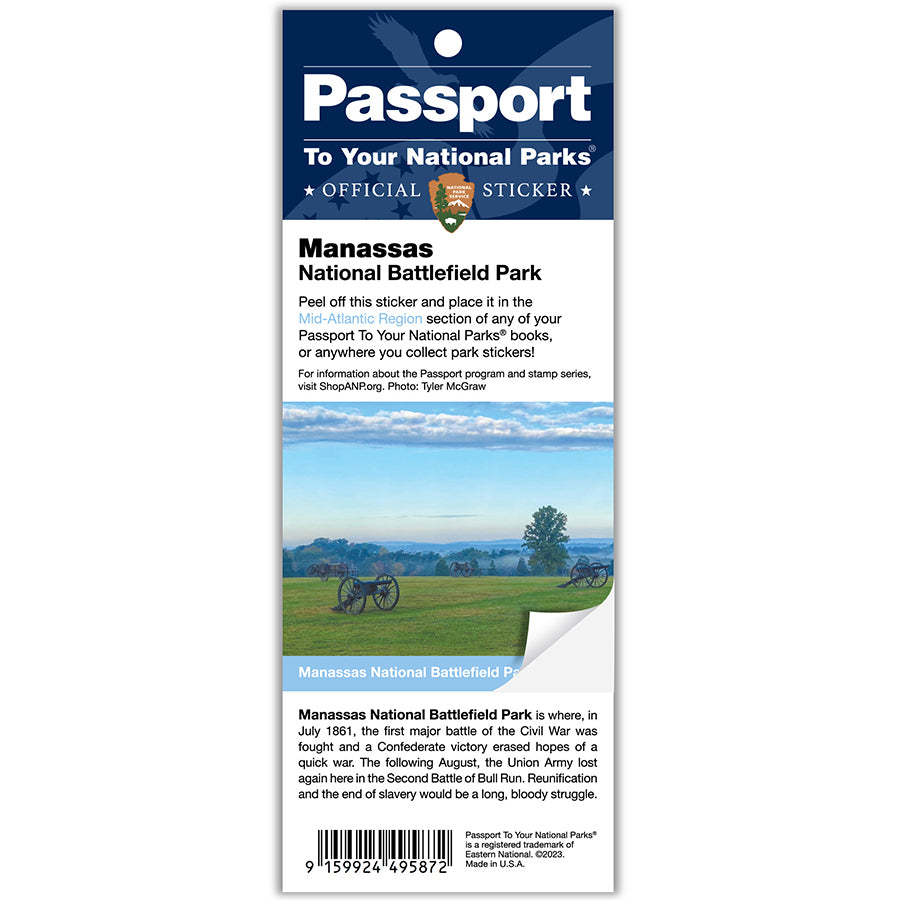 Passport
To Your National Parks®
★ OFFICIAL STICKER ★
NATIONAL
PARK
SERVICE
Manassas
National Battlefield Park
Peel off this sticker and place it in the
Mid-Atlantic Region section of any of your
Passport To Your National Parks® books,
or anywhere you collect park stickers!
For information about the Passport program and stamp series,
visit ShopANP.org. Photo: Tyler McGraw
Manassas National Battlefield Pa
Manassas National Battlefield Park is where, in
July 1861, the first major battle of the Civil War was
fought and a Confederate victory erased hopes of a
quick war. The following August, the Union Army lost
again here in the Second Battle of Bull Run. Reunification
and the end of slavery would be a long, bloody struggle.
9 159924 495872
Passport To Your National Parks®
is a registered trademark of
Eastern National. ©2023.
Made in U.S.A.